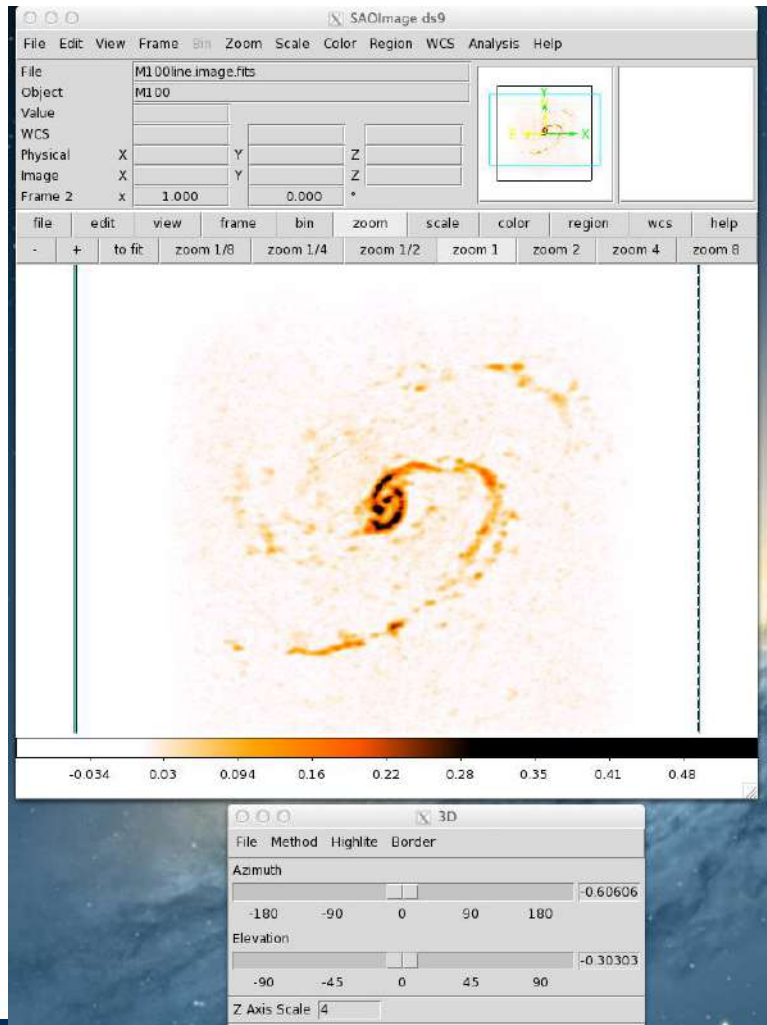 SAOImage ds9
File Edit View Frame Bin Zoom Scale Color Region WCS Analysis Help
File M100line.image.fits
Object M100
Value
WCS
Physical X Y Z
Image X Y Z
Frame 2 x 1.000 0.000 °
Y
N
E X
file edit view frame bin zoom scale color region wcs help
- + to fit zoom 1/8 zoom 1/4 zoom 1/2 zoom 1 zoom 2 zoom 4 zoom 8
-0.034 0.03 0.094 0.16 0.22 0.28 0.35 0.41 0.48
3D
File Method Highlite Border
Azimuth
-0.60606
-180 -90 0 90 180
Elevation
-0.30303
-90 -45 0 45 90
Z Axis Scale 4